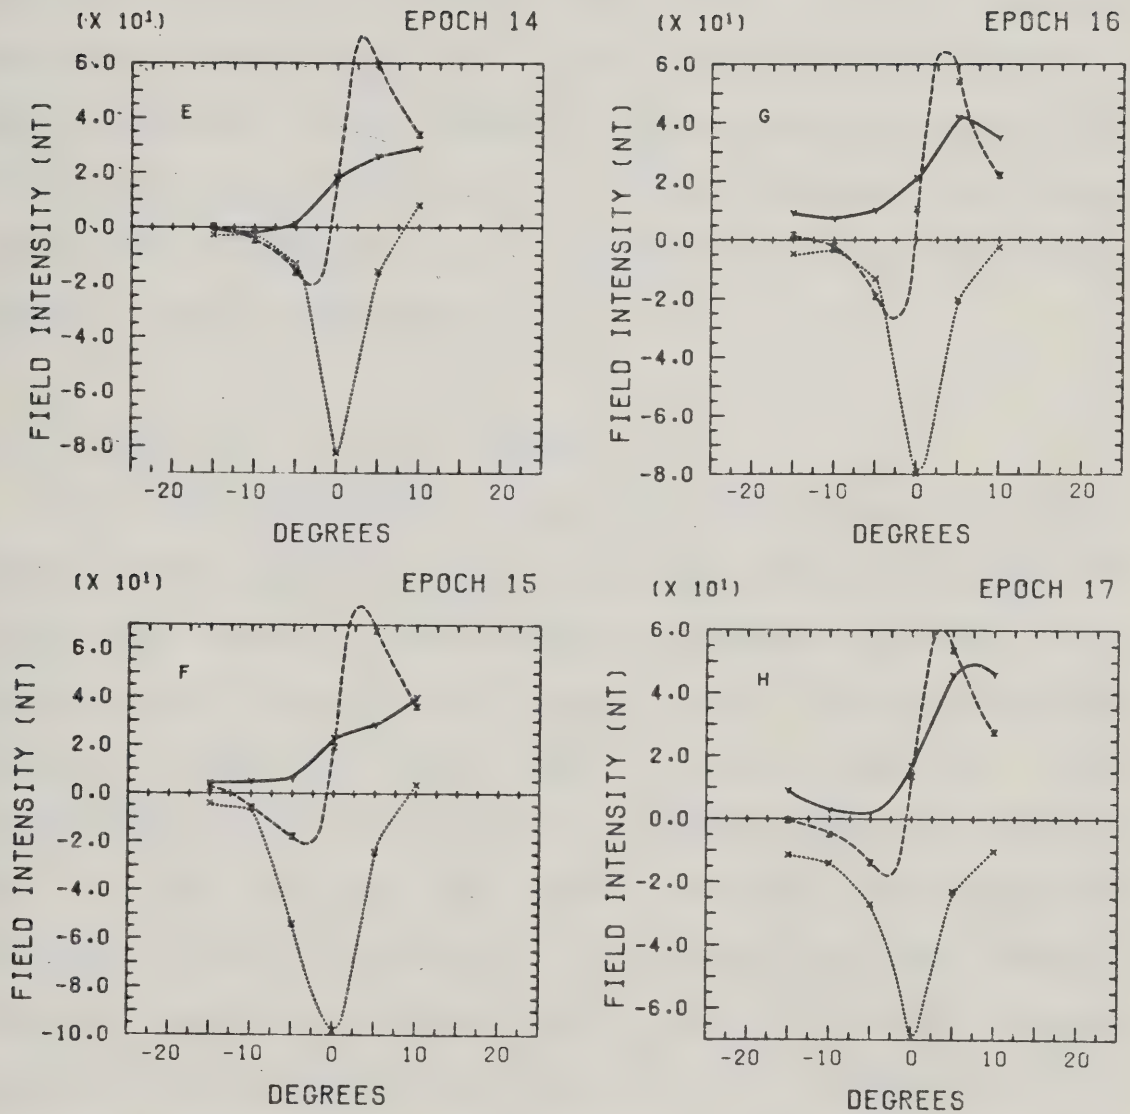 (X 10¹) EPOCH 14
6.0
4.0
2.0
0.0
-2.0
-4.0
-6.0
-8.0
FIELD INTENSITY (NT)
E
-20 -10 0 10 20
DEGREES
(X 10¹) EPOCH 16
6.0
4.0
2.0
0.0
-2.0
-4.0
-6.0
-8.0
FIELD INTENSITY (NT)
G
-20 -10 0 10 20
DEGREES
(X 10¹) EPOCH 15
6.0
4.0
2.0
0.0
-2.0
-4.0
-6.0
-8.0
-10.0
FIELD INTENSITY (NT)
F
-20 -10 0 10 20
DEGREES
(X 10¹) EPOCH 17
6.0
4.0
2.0
0.0
-2.0
-4.0
-6.0
FIELD INTENSITY (NT)
H
-20 -10 0 10 20
DEGREES